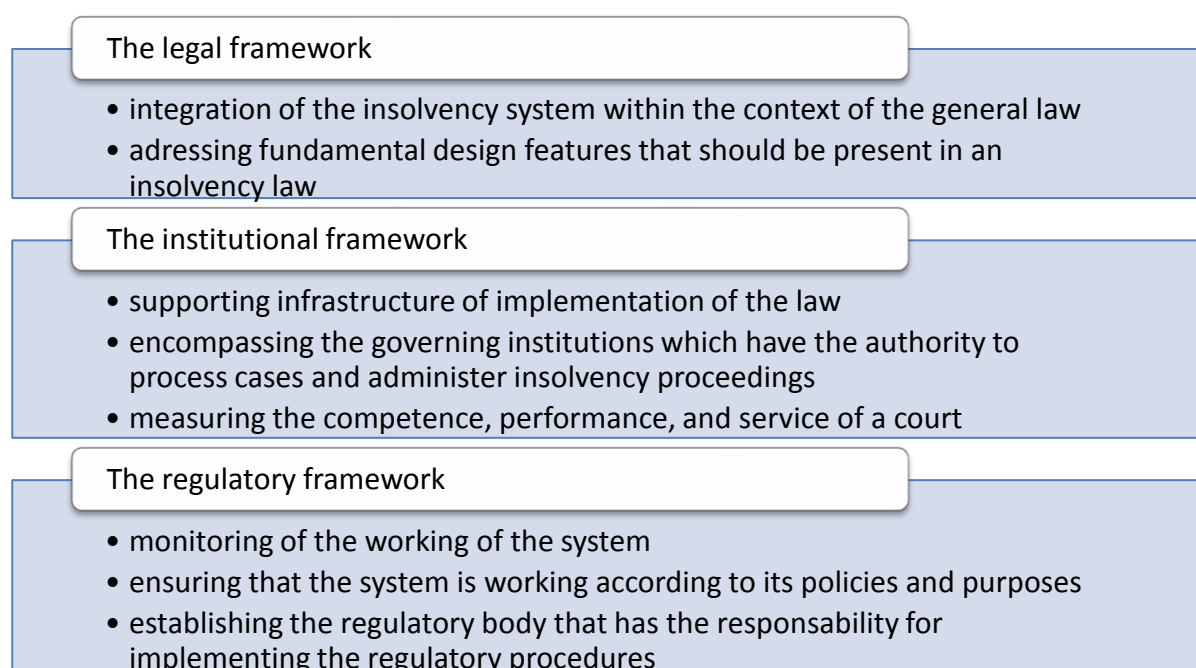 The legal framework
• integration of the insolvency system within the context of the general law
• adressing fundamental design features that should be present in an
insolvency law
The institutional framework
• supporting infrastructure of implementation of the law
• encompassing the governing institutions which have the authority to
process cases and administer insolvency proceedings
• measuring the competence, performance, and service of a court
The regulatory framework
• monitoring of the working of the system
• ensuring that the system is working according to its policies and purposes
• establishing the regulatory body that has the responsability for
implementing the regulatory procedures